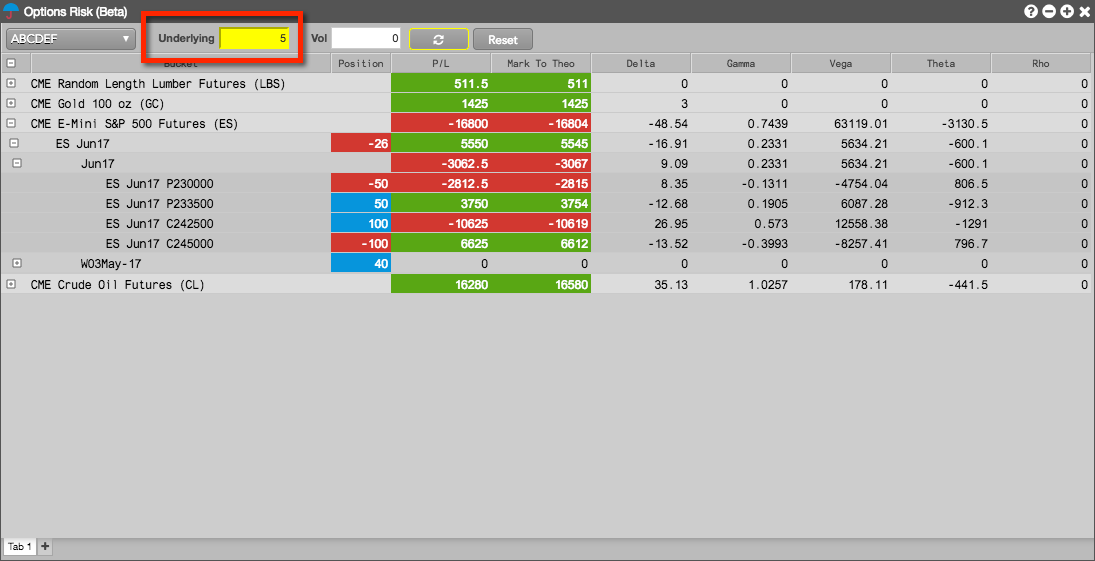 Options Risk (Beta)
ABCDEF Underlying 5 Vol 0 Reset
Bucket Position P/L Mark To Theo Delta Gamma Vega Theta Rho
CME Random Length Lumber Futures (LBS) 511.5 511 0 0 0 0 0
CME Gold 100 oz (GC) 1425 1425 3 0 0 0 0
CME E-Mini S&P 500 Futures (ES) -16800 -16804 -48.54 0.7439 63119.01 -3130.5 0
ES Jun17 -26 5550 5545 -16.91 0.2331 5634.21 -600.1 0
Jun17 -3062.5 -3067 9.09 0.2331 5634.21 -600.1 0
ES Jun17 P230000 -50 -2812.5 -2815 8.35 -0.1311 -4754.04 806.5 0
ES Jun17 P233500 50 3750 3754 -12.68 0.1905 6087.28 -912.3 0
ES Jun17 C242500 100 -10625 -10619 26.95 0.573 12558.38 -1291 0
ES Jun17 C245000 -100 6625 6612 -13.52 -0.3993 -8257.41 796.7 0
WO3May-17 40 0 0 0 0 0 0 0
CME Crude Oil Futures (CL) 16280 16580 35.13 1.0257 178.11 -441.5 0
Tab 1 +